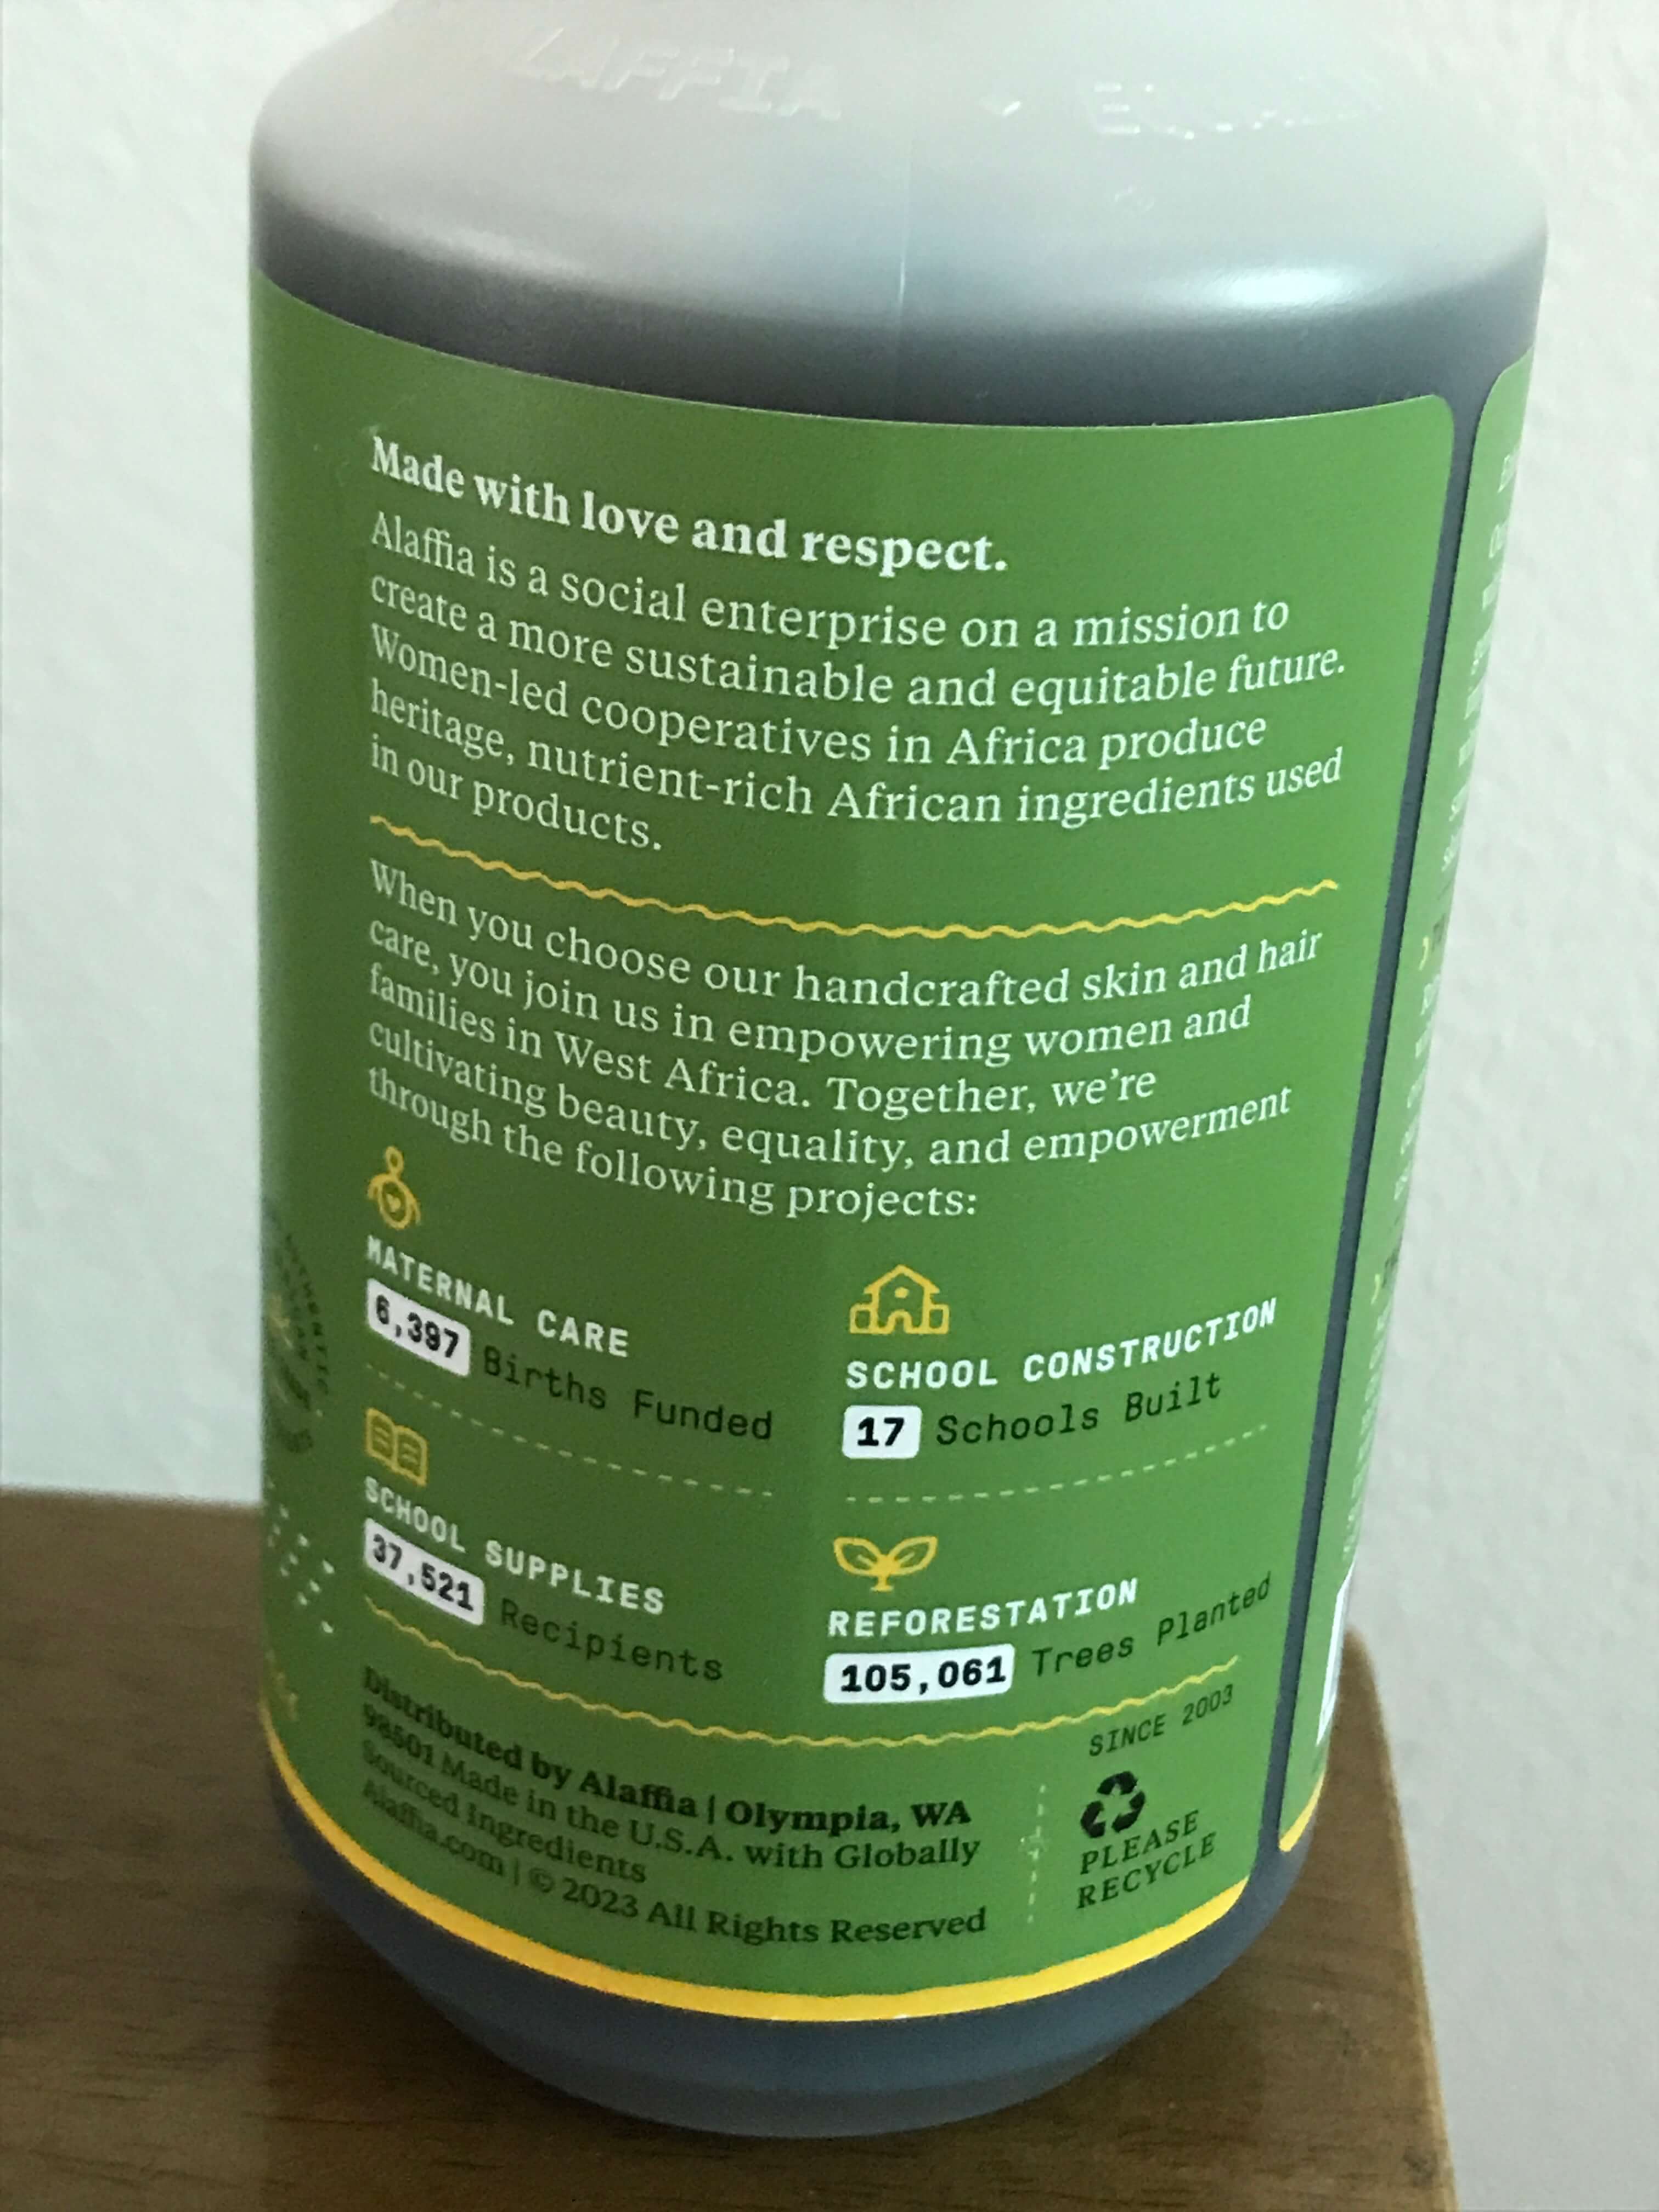 LAFFIA
Made with love and respect.
Alaffia is a social enterprise on a mission to
create a more sustainable and equitable future.
Women-led cooperatives in Africa produce
heritage, nutrient-rich African ingredients used
in our products.
When you choose our handcrafted skin and hair
care, you join us in empowering women and
families in West Africa. Together, we're
cultivating beauty, equality, and empowerment
through the following projects:
MATERNAL CARE
6,397 Births Funded
SCHOOL CONSTRUCTION
17 Schools Built
SCHOOL SUPPLIES
37,521 Recipients
REFORESTATION
105,061 Trees Planted
Distributed by Alaffia | Olympia, WA
98501 Made in the U.S.A. with Globally
Sourced Ingredients
Alaffia.com | © 2023 All Rights Reserved
SINCE 2003
PLEASE
RECYCLE